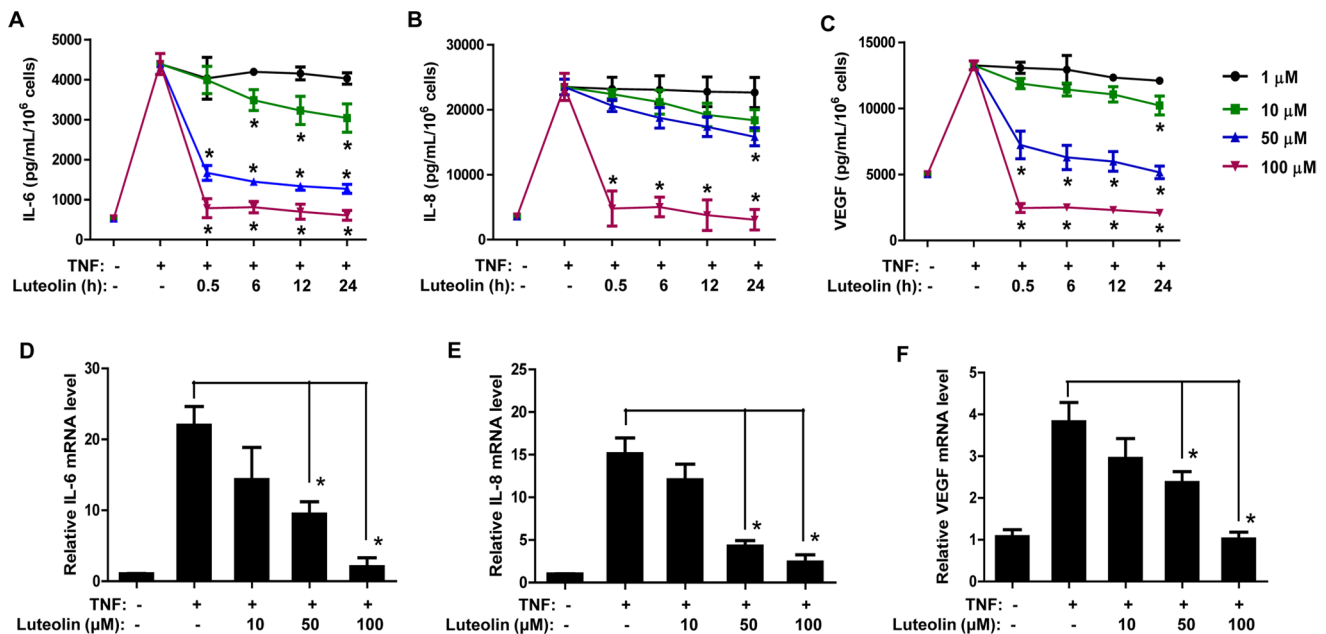 A
IL-6 (pg/mL/10⁶ cells)
5000
4000
3000
2000
1000
0
* * *
* * * *
* * * *
TNF: - + + + + +
Luteolin (h): - - 0.5 6 12 24
B
IL-8 (pg/mL/10⁶ cells)
30000
20000
10000
0
*
* * * *
TNF: - + + + + +
Luteolin (h): - - 0.5 6 12 24
C
VEGF (pg/mL/10⁶ cells)
15000
10000
5000
0
*
* * * *
* * * *
TNF: - + + + + +
Luteolin (h): - - 0.5 6 12 24
1 µM
10 µM
50 µM
100 µM
D
Relative IL-6 mRNA level
30
20
10
0
* *
TNF: - + + + +
Luteolin (µM): - - 10 50 100
E
Relative IL-8 mRNA level
20
15
10
5
0
* *
TNF: - + + + +
Luteolin (µM): - - 10 50 100
F
Relative VEGF mRNA level
5
4
3
2
1
0
* *
TNF: - + + + +
Luteolin (µM): - - 10 50 100